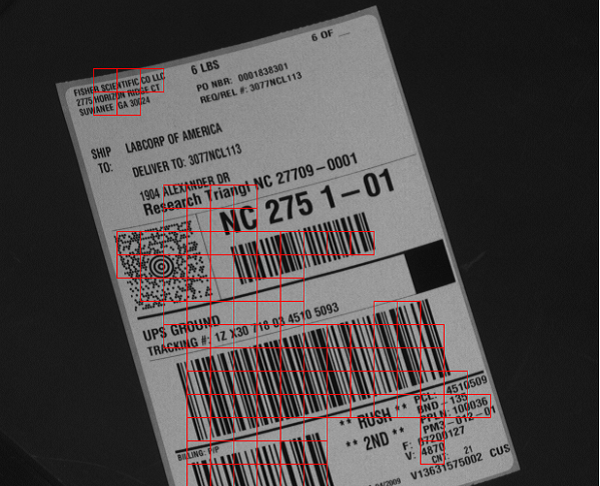 6 LBS
6 OF
FISHER SCIENTIFIC CO LLC
2775 HORIZON RIDGE CT
SUWANEE GA 30024
PO NBR: 0001838301
REQ/REL #: 3077NCL113
SHIP TO:
LABCORP OF AMERICA
DELIVER TO: 3077NCL113
1904 ALEXANDER DR
Research Triangl NC 27709-0001
NC 275 1-01
UPS GROUND
TRACKING #: 1Z X30 718 03 4510 5093
BILLING: P/P
** RUSH **
** 2ND **
PCL: 4510509
BND - 135
PPLN: 100036
PM3-012-01
F: 07200127
V: 4870
CNT: 21
V13631575002 CUS